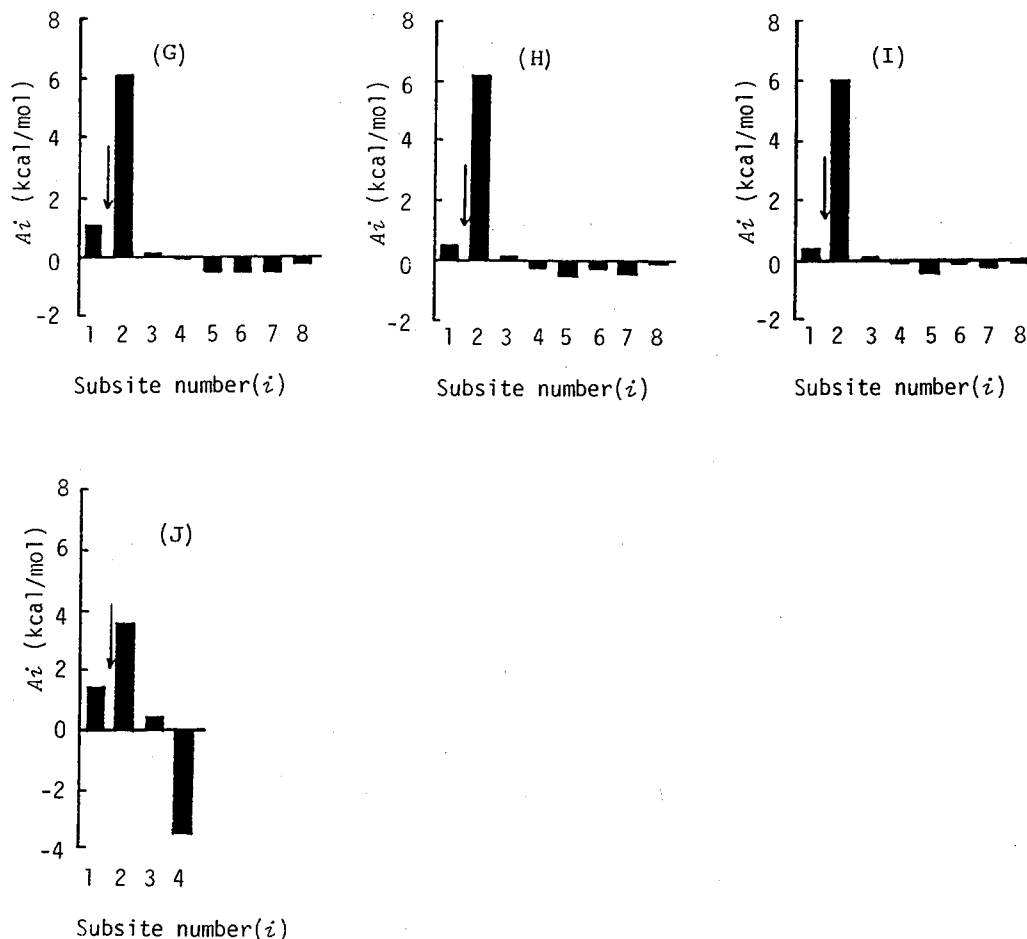 (G)
Ai (kcal/mol)
8
6
4
2
0
-2
1 2 3 4 5 6 7 8
Subsite number(i)
(H)
Ai (kcal/mol)
8
6
4
2
0
-2
1 2 3 4 5 6 7 8
Subsite number(i)
(I)
Ai (kcal/mol)
8
6
4
2
0
-2
1 2 3 4 5 6 7 8
Subsite number(i)
(J)
Ai (kcal/mol)
8
6
4
2
0
-2
-4
1 2 3 4
Subsite number(i)